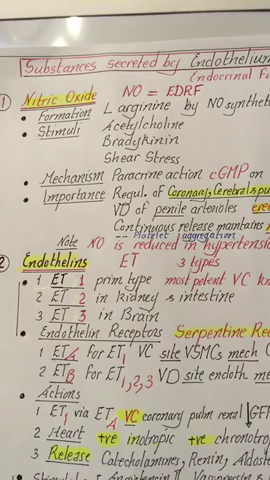 Substances secreted by Endothelium
Endocrinal Fu
1 Nitric Oxide NO = EDRF
• Formation L arginine by NO synthet
• Stimuli Acetylcholine
Bradykinin
Shear Stress
• Mechanism Paracrine action cGMP on
• Importance Regul. of Coronary, Cerebral & pu
VD of penile arterioles ere
Continuous release maintains
-- Platelet aggregation
Note NO is reduced in hypertension
2 Endothelins ET 3 types
• 1 ET 1 prim type most potent VC kn
2 ET 2 in kidney & intestine
3 ET 3 in Brain
• Endothelin Receptors Serpentine Re
1 ETA for ET1 VC site VSMCs mech
2 ETB for ET1,2,3 VD site endoth me
• Actions
1 ET1 via ETA VC coronary pulm renal ↓GF
2 Heart +ve inotropic +ve chronotro
3 Release Catecholamines, Renin, Aldost